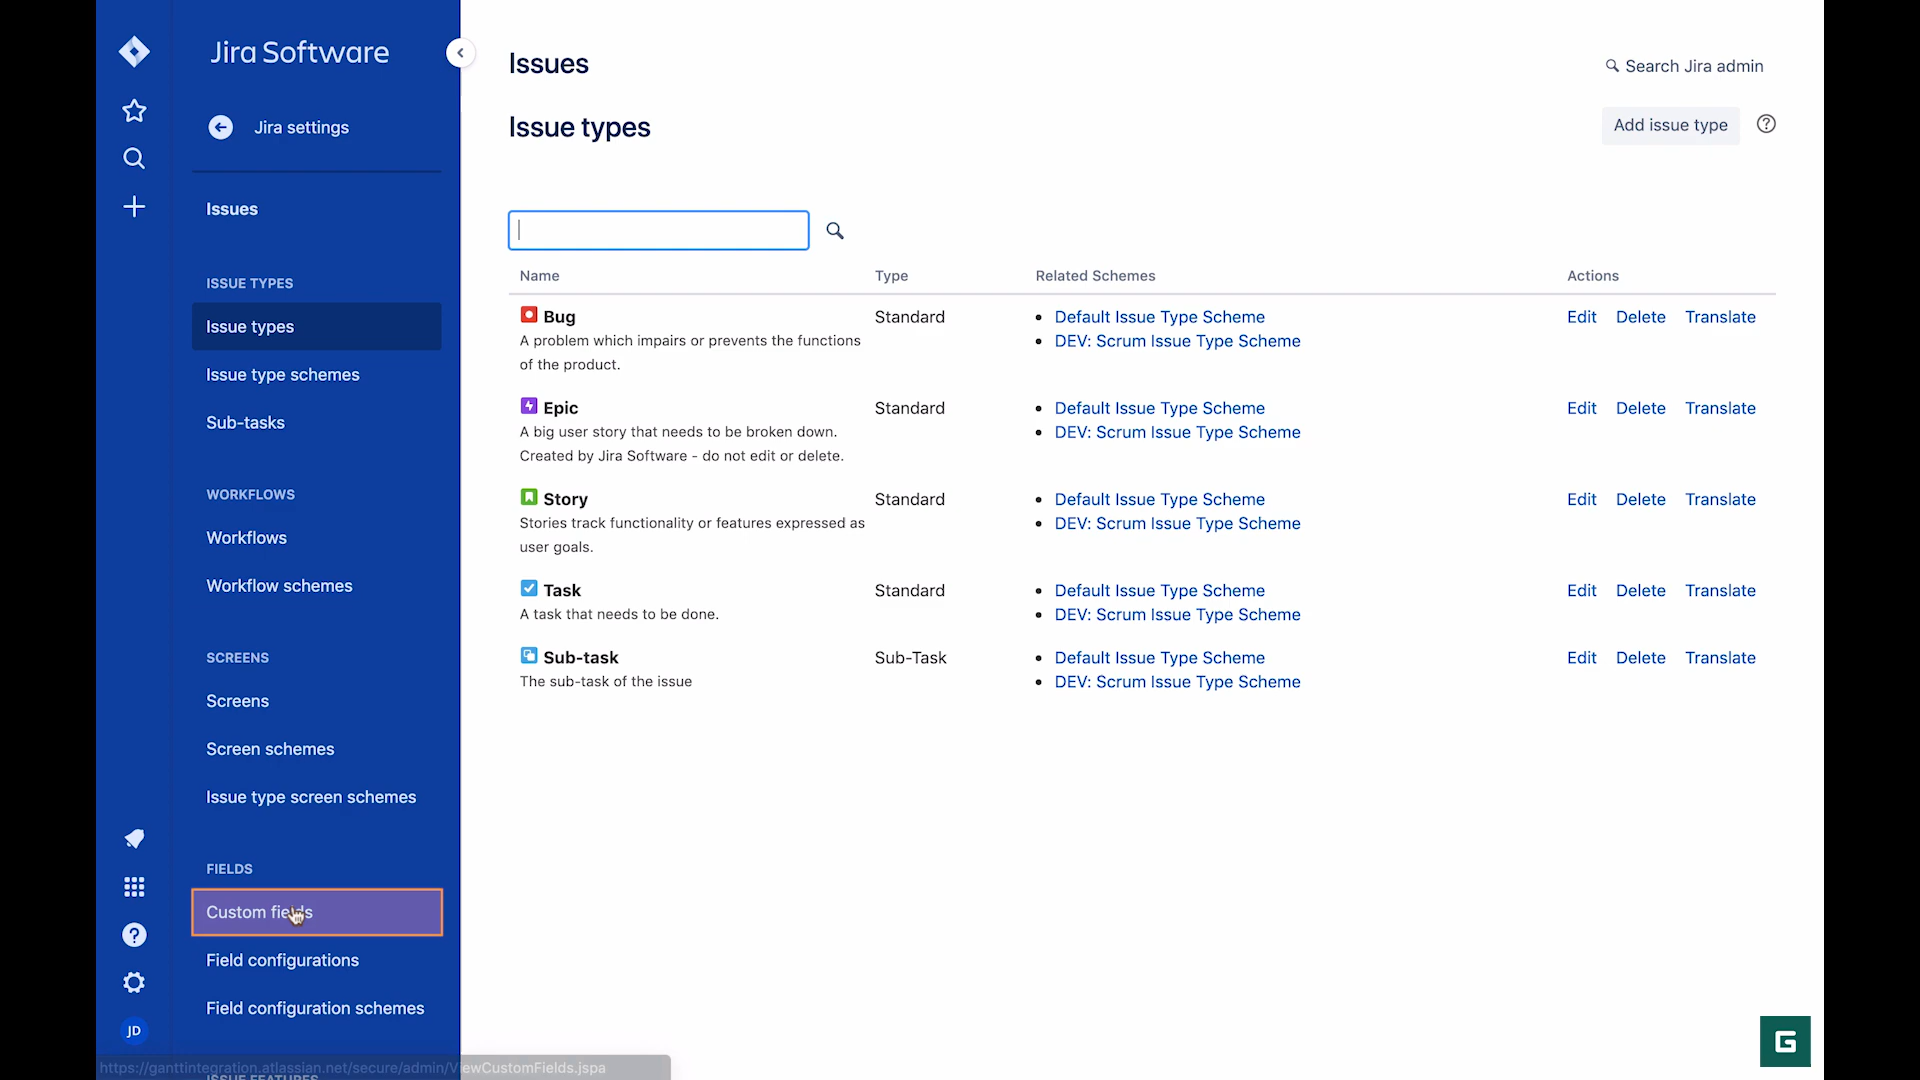 Jira Software
Jira settings
Issues
ISSUE TYPES
Issue types
Issue type schemes
Sub-tasks
WORKFLOWS
Workflows
Workflow schemes
SCREENS
Screens
Screen schemes
Issue type screen schemes
FIELDS
Custom fields
Field configurations
Field configuration schemes
ISSUE FEATURES
JD
https://ganttintegration.atlassian.net/secure/admin/ViewCustomFields.jspa
Issues
Search Jira admin
Issue types
Add issue type
Name Type Related Schemes Actions
Bug Standard Default Issue Type Scheme Edit Delete Translate
A problem which impairs or prevents the functions DEV: Scrum Issue Type Scheme
of the product.
Epic Standard Default Issue Type Scheme Edit Delete Translate
A big user story that needs to be broken down. DEV: Scrum Issue Type Scheme
Created by Jira Software - do not edit or delete.
Story Standard Default Issue Type Scheme Edit Delete Translate
Stories track functionality or features expressed as DEV: Scrum Issue Type Scheme
user goals.
Task Standard Default Issue Type Scheme Edit Delete Translate
A task that needs to be done. DEV: Scrum Issue Type Scheme
Sub-task Sub-Task Default Issue Type Scheme Edit Delete Translate
The sub-task of the issue DEV: Scrum Issue Type Scheme
G